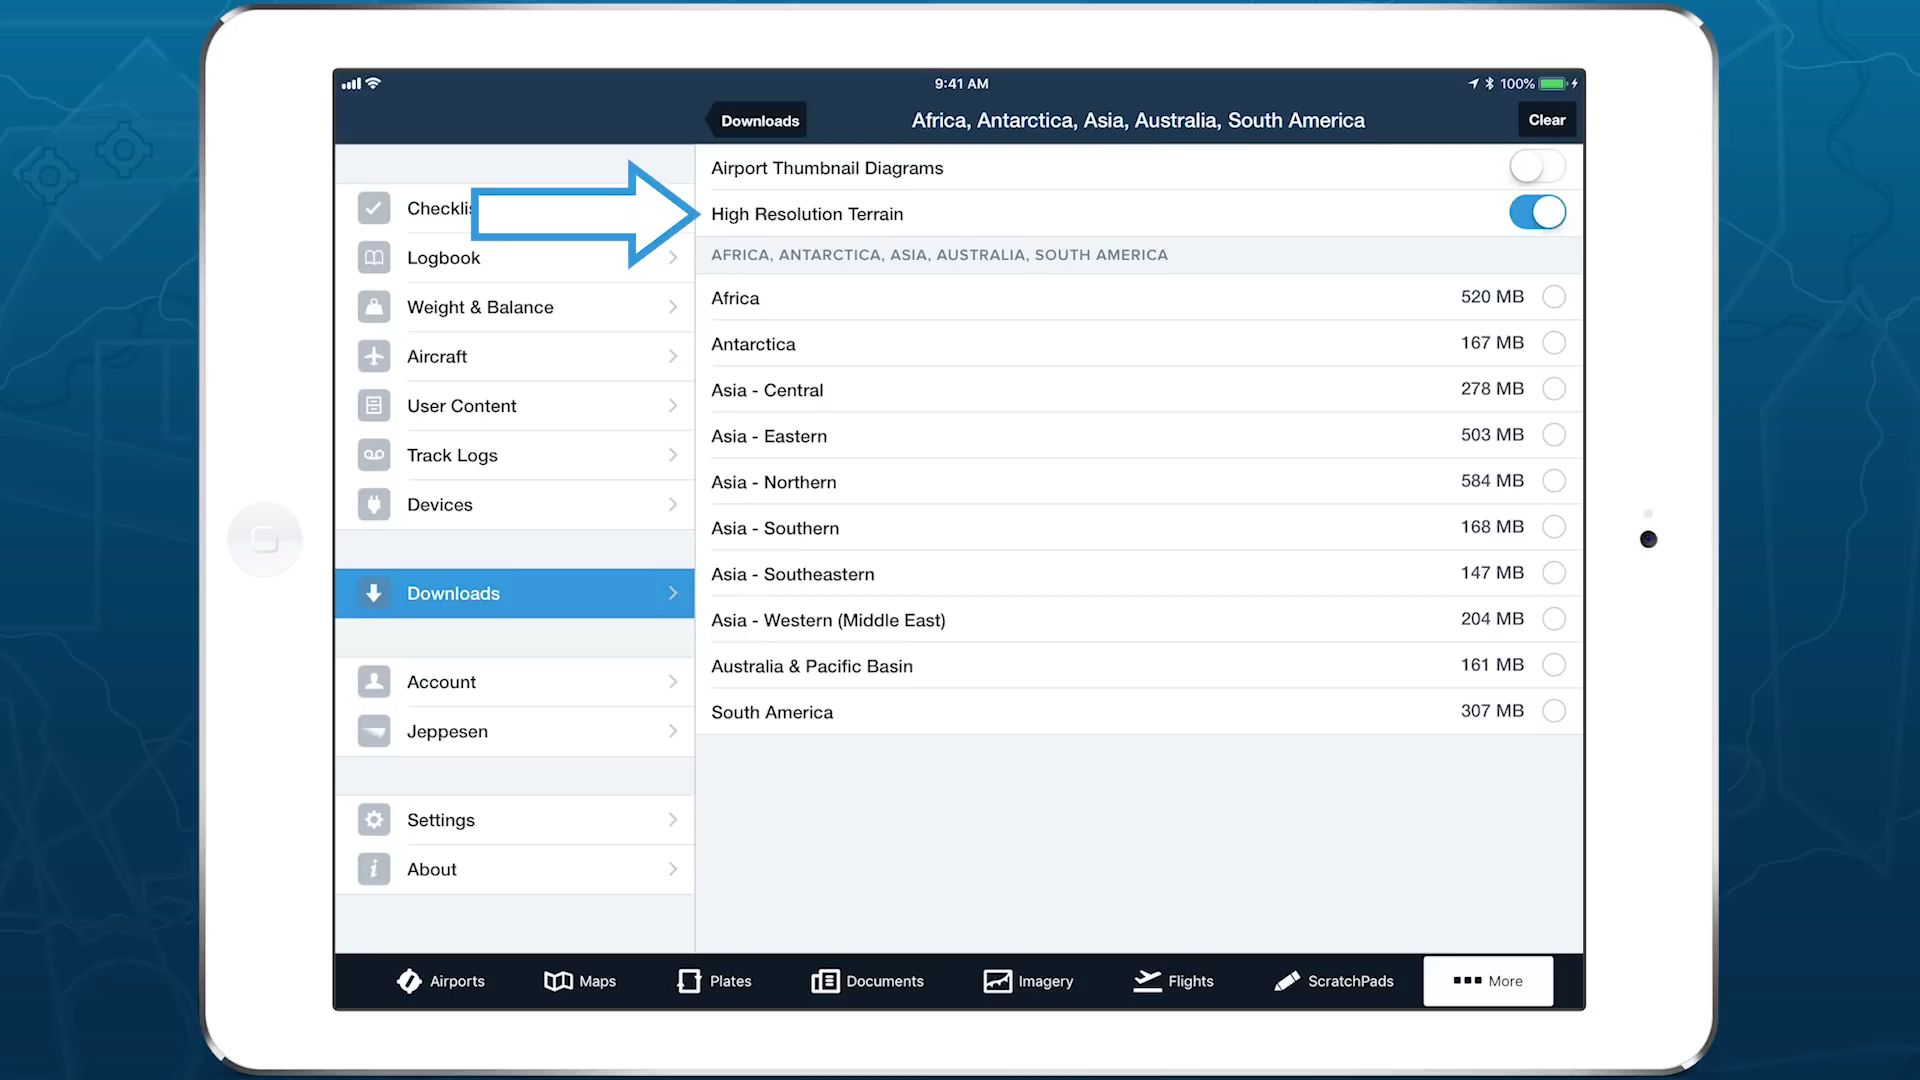 9:41 AM
100%
Downloads
Africa, Antarctica, Asia, Australia, South America
Clear
Checklis
Logbook
Weight & Balance
Aircraft
User Content
Track Logs
Devices
Downloads
Account
Jeppesen
Settings
About
Airport Thumbnail Diagrams
High Resolution Terrain
AFRICA, ANTARCTICA, ASIA, AUSTRALIA, SOUTH AMERICA
Africa 520 MB
Antarctica 167 MB
Asia - Central 278 MB
Asia - Eastern 503 MB
Asia - Northern 584 MB
Asia - Southern 168 MB
Asia - Southeastern 147 MB
Asia - Western (Middle East) 204 MB
Australia & Pacific Basin 161 MB
South America 307 MB
Airports Maps Plates Documents Imagery Flights ScratchPads More